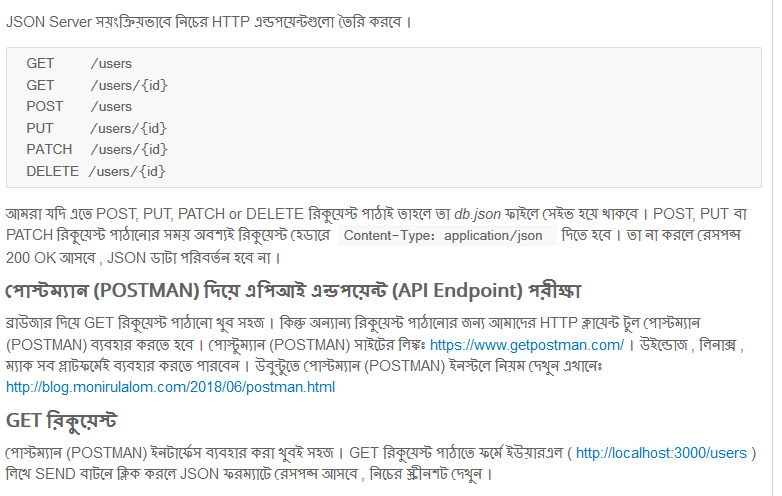 JSON Server সয়ংক্রিয়ভাবে নিচের HTTP এন্ডপয়েন্টগুলো তৈরি করবে ।
GET /users
GET /users/{id}
POST /users
PUT /users/{id}
PATCH /users/{id}
DELETE /users/{id}
আমরা যদি এতে POST, PUT, PATCH or DELETE রিকুয়েস্ট পাঠাই তাহলে তা db.json ফাইলে সেইভ হয়ে থাকবে । POST, PUT বা
PATCH রিকুয়েস্ট পাঠানোর সময় অবশ্যই রিকুয়েস্ট হেডারে Content-Type: application/json দিতে হবে । তা না করলে রেসপন্স
200 OK আসবে , JSON ডাটা পরিবর্তন হবে না ।
পোস্টম্যান (POSTMAN) দিয়ে এপিআই এন্ডপয়েন্ট (API Endpoint) পরীক্ষা
ব্রাউজার দিয়ে GET রিকুয়েস্ট পাঠানো খুব সহজ । কিন্তু অন্যান্য রিকুয়েস্ট পাঠানোর জন্য আমাদের HTTP ক্লায়েন্ট টুল পোস্টম্যান
(POSTMAN) ব্যবহার করতে হবে । পোস্টম্যান (POSTMAN) সাইটের লিঙ্কঃ https://www.getpostman.com/ । উইন্ডোজ , লিনাক্স ,
ম্যাক সব প্লাটফর্মেই ব্যবহার করতে পারবেন । উবুন্টুতে পোস্টম্যান (POSTMAN) ইনস্টলে নিয়ম দেখুন এখানেঃ
http://blog.monirulalom.com/2018/06/postman.html
GET রিকুয়েস্ট
পোস্টম্যান (POSTMAN) ইনটার্ফেস ব্যবহার করা খুবই সহজ । GET রিকুয়েস্ট পাঠাতে ফর্মে ইউয়ারএল ( http://localhost:3000/users )
লিখে SEND বাটনে ক্লিক করলে JSON ফরম্যাটে রেসপন্স আসবে , নিচের স্ক্রীনশট দেখুন ।